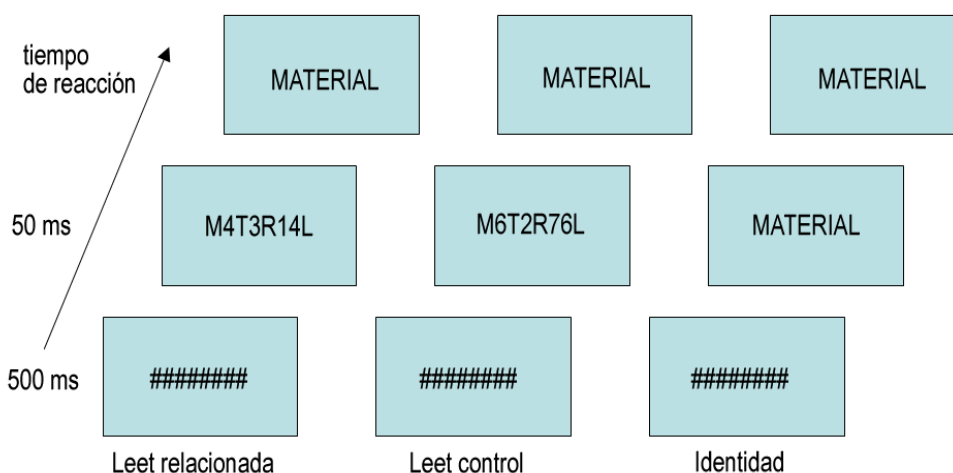 tiempo
de reacción
MATERIAL
MATERIAL
MATERIAL
50 ms
M4T3R14L
M6T2R76L
MATERIAL
500 ms
########
########
########
Leet relacionada
Leet control
Identidad